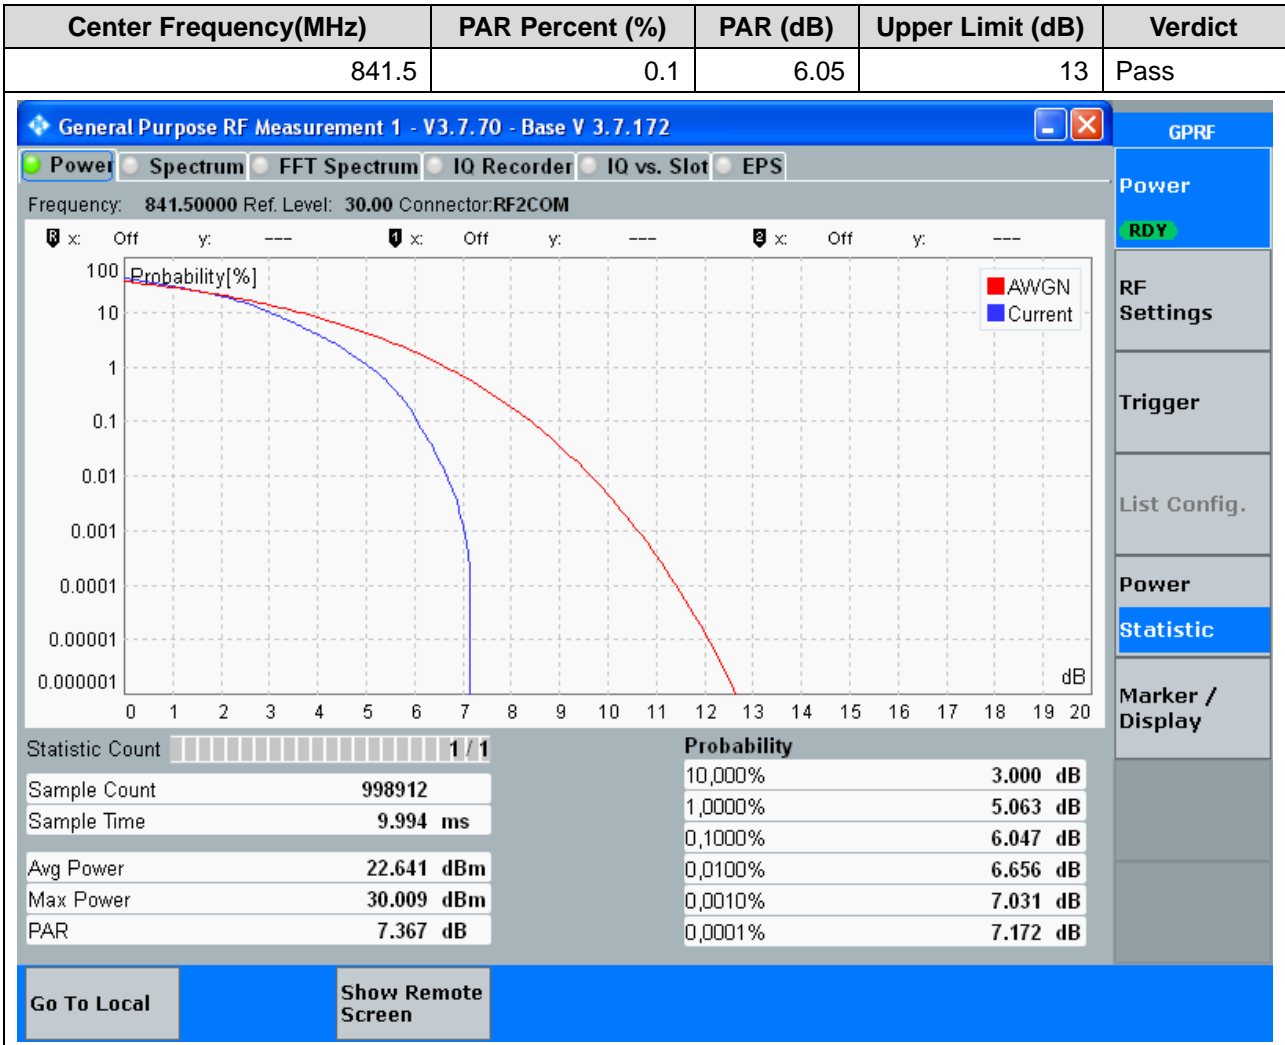 Center Frequency(MHz) PAR Percent (%) PAR (dB) Upper Limit (dB) Verdict
841.5 0.1 6.05 13 Pass
General Purpose RF Measurement 1 - V3.7.70 - Base V 3.7.172
GPRF
Power Spectrum FFT Spectrum IQ Recorder IQ vs. Slot EPS
Frequency: 841.50000 Ref. Level: 30.00 Connector:RF2COM
R x: Off y: --- 1 x: Off y: --- 2 x: Off y: ---
Probability[%]
AWGN
Current
100
10
1
0.1
0.01
0.001
0.0001
0.00001
0.000001
dB
0 1 2 3 4 5 6 7 8 9 10 11 12 13 14 15 16 17 18 19 20
Statistic Count 1 / 1
Sample Count 998912
Sample Time 9.994 ms
Avg Power 22.641 dBm
Max Power 30.009 dBm
PAR 7.367 dB
Probability
10,000% 3.000 dB
1,0000% 5.063 dB
0,1000% 6.047 dB
0,0100% 6.656 dB
0,0010% 7.031 dB
0,0001% 7.172 dB
Power
RDY
RF
Settings
Trigger
List Config.
Power
Statistic
Marker /
Display
Go To Local
Show Remote
Screen